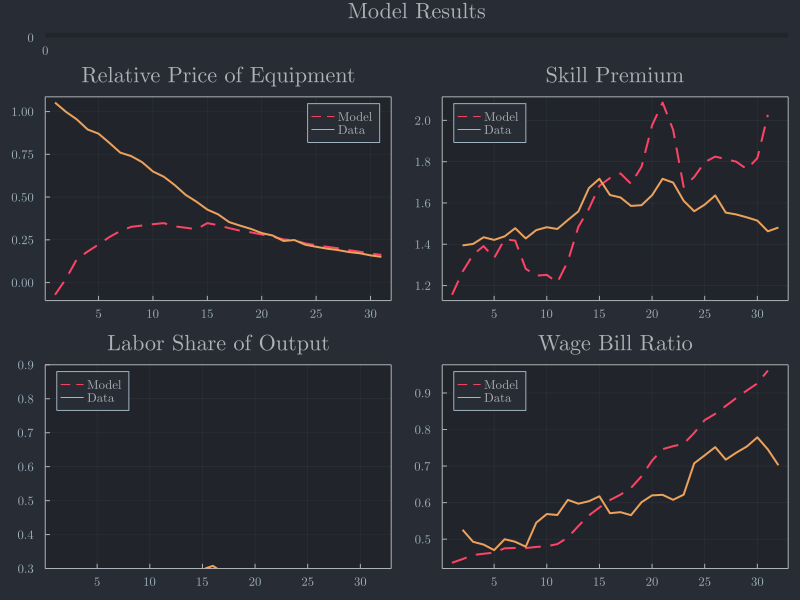 Model Results
0
0
Relative Price of Equipment
1.00
0.75
0.50
0.25
0.00
Model
Data
5 10 15 20 25 30
Skill Premium
2.0
1.8
1.6
1.4
1.2
Model
Data
5 10 15 20 25 30
Labor Share of Output
0.9
0.8
0.7
0.6
0.5
0.4
0.3
Model
Data
5 10 15 20 25 30
Wage Bill Ratio
0.9
0.8
0.7
0.6
0.5
Model
Data
5 10 15 20 25 30